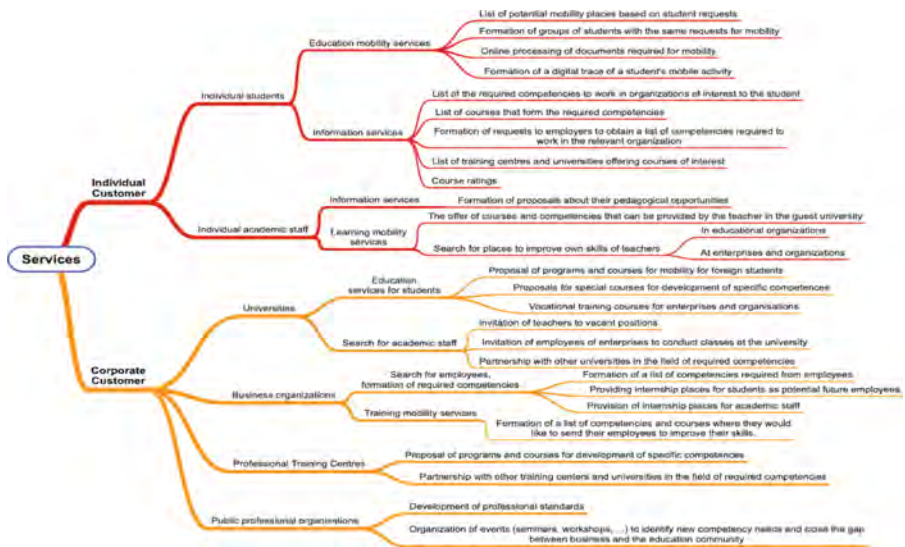 Services
Individual
Customer
Individual students
Education mobility services
List of potential mobility places based on student requests
Formation of groups of students with the same requests for mobility
Online processing of documents required for mobility
Formation of a digital trace of a student's mobile activity
Information services
List of the required competencies to work in organizations of interest to the student
List of courses that form the required competencies
Formation of requests to employers to obtain a list of competencies required to
work in the relevant organization
List of training centres and universities offering courses of interest
Course ratings
Individual academic staff
Information services
Formation of proposals about their pedagogical opportunities
Learning mobility
services
The offer of courses and competencies that can be provided by the teacher in the guest university
Search for places to improve own skills of teachers
In educational organizations
At enterprises and organizations
Corporate
Customer
Universities
Education
services for students
Proposal of programs and courses for mobility for foreign students
Proposals for special courses for development of specific competences
Vocational training courses for enterprises and organisations
Search for academic staff
Invitation of teachers to vacant positions
Invitation of employees of enterprises to conduct classes at the university
Partnership with other universities in the field of required competencies
Business organizations
Search for employees,
formation of required competencies
Formation of a list of competencies required from employees
Providing internship places for students as potential future employees
Provision of internship places for academic staff
Training mobility services
Formation of a list of competencies and courses where they would
like to send their employees to improve their skills.
Professional Training Centres
Proposal of programs and courses for development of specific competences
Partnership with other training centers and universities in the field of required competencies
Public professional organisations
Development of professional standards
Organization of events (seminars, workshops, ...) to identify new competency needs and close the gap
between business and the education community